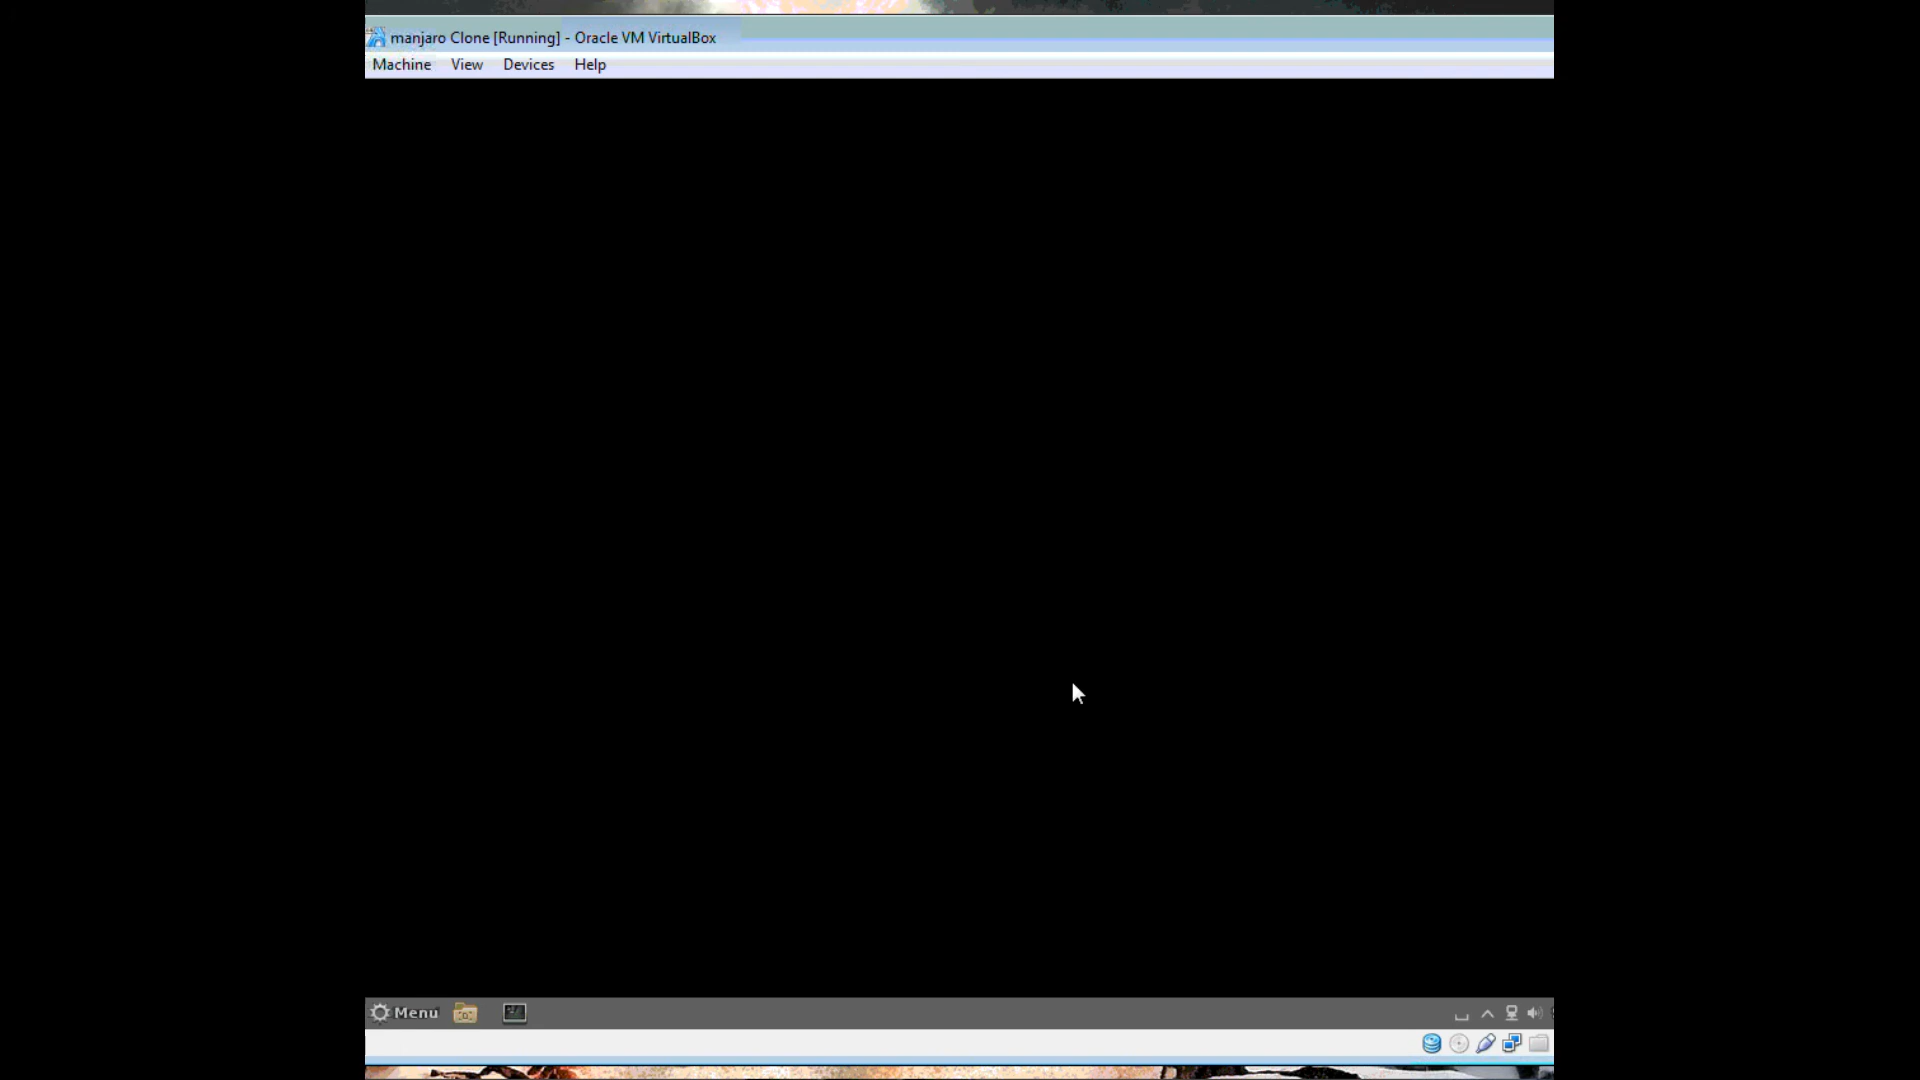 manjaro Clone [Running] - Oracle VM VirtualBox
Machine View Devices Help
Menu